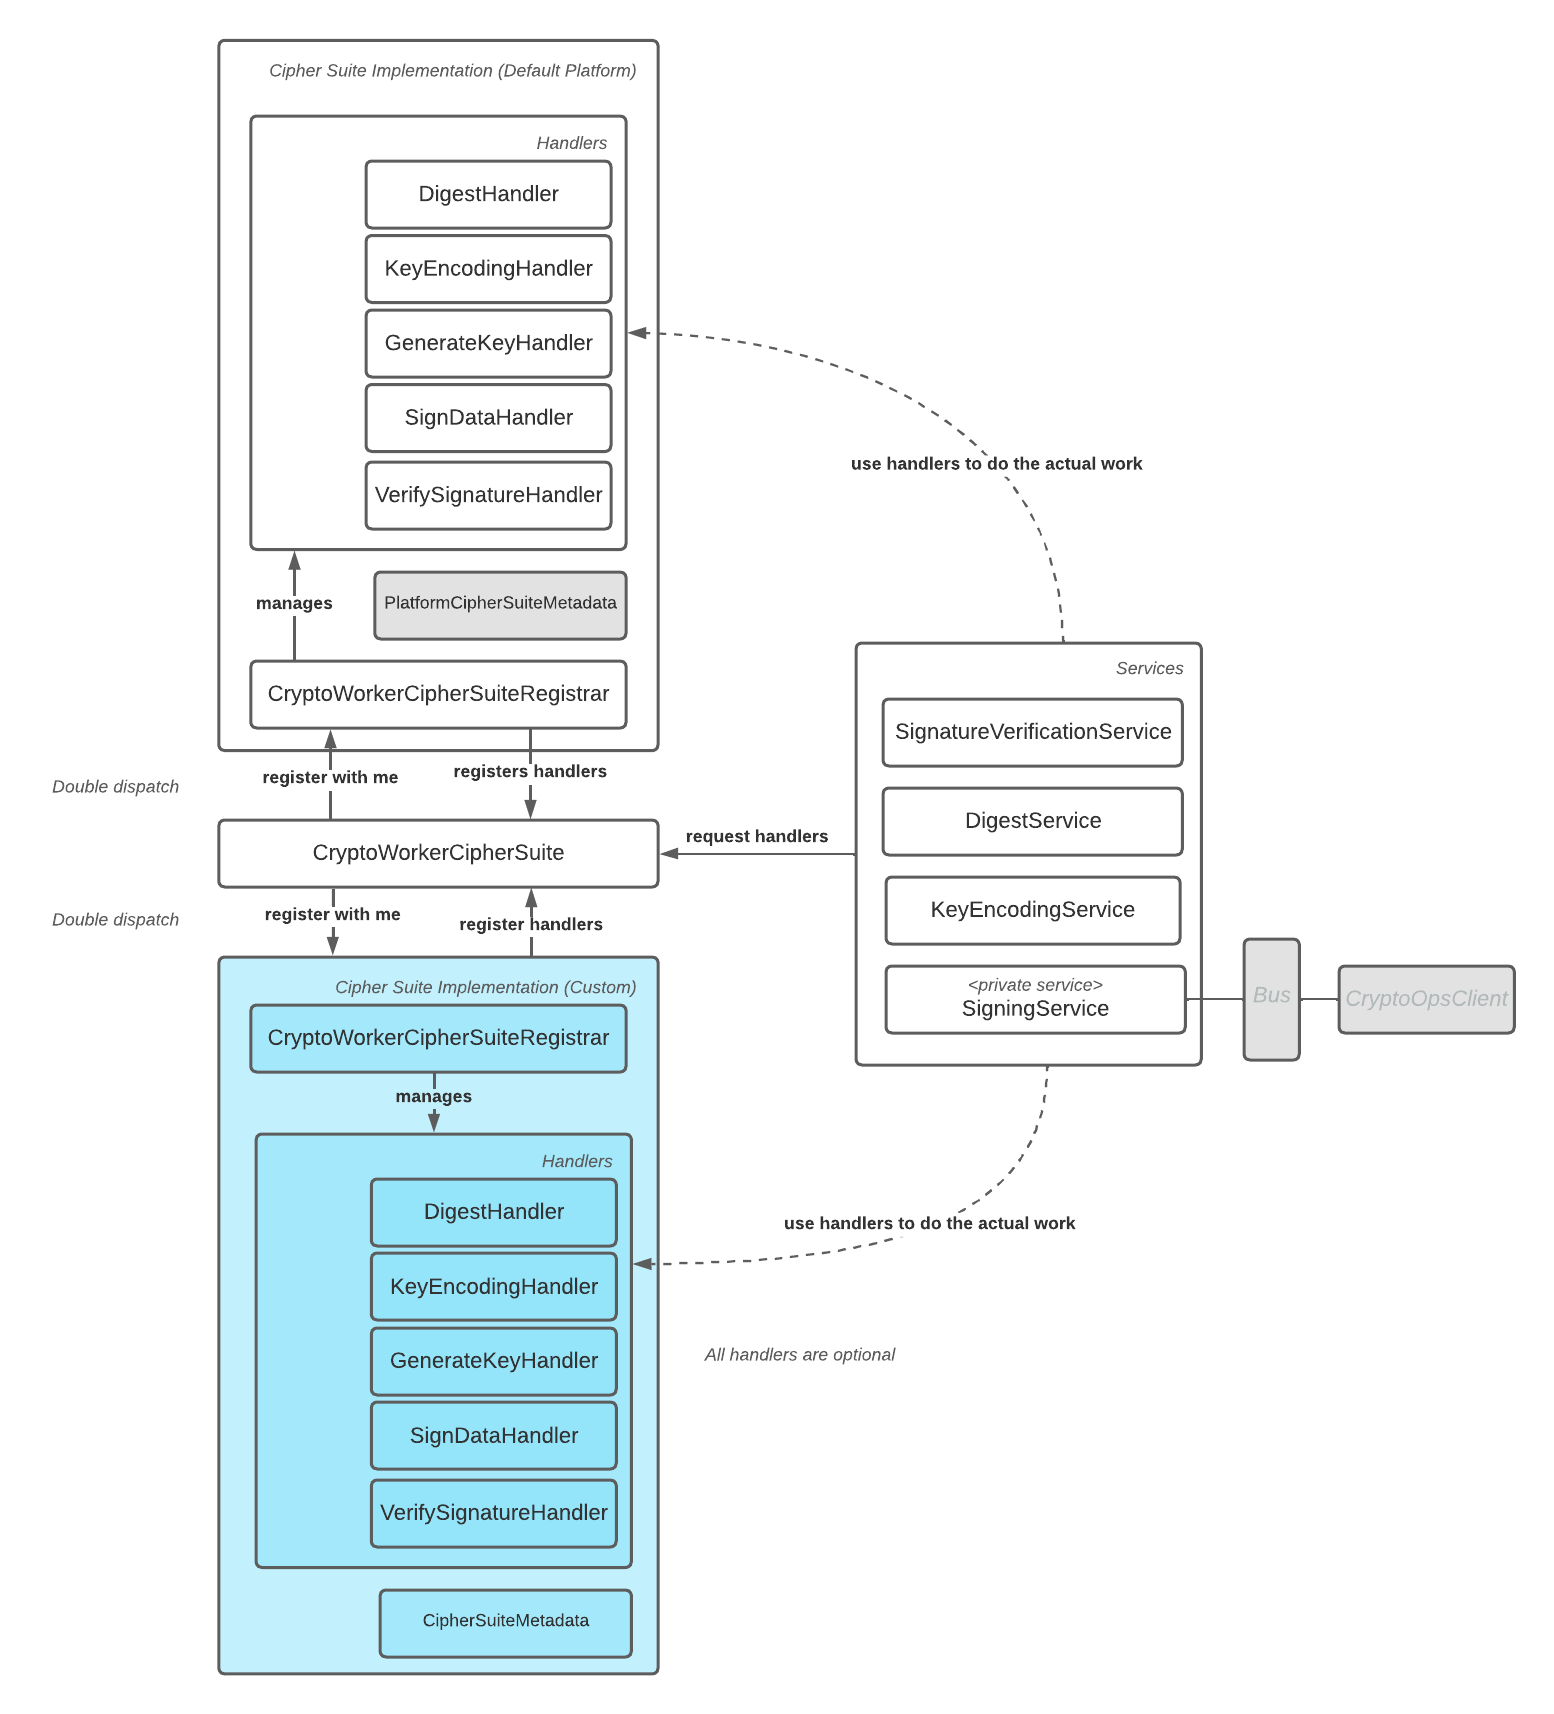 Cipher Suite Implementation (Default Platform)
Handlers
DigestHandler
KeyEncodingHandler
GenerateKeyHandler
SignDataHandler
VerifySignatureHandler
use handlers to do the actual work
manages
PlatformCipherSuiteMetadata
CryptoWorkerCipherSuiteRegistrar
Double dispatch
register with me
registers handlers
CryptoWorkerCipherSuite
request handlers
Services
SignatureVerificationService
DigestService
KeyEncodingService
<private service>
SigningService
Bus
CryptoOpsClient
Double dispatch
register with me
register handlers
Cipher Suite Implementation (Custom)
CryptoWorkerCipherSuiteRegistrar
manages
Handlers
DigestHandler
KeyEncodingHandler
GenerateKeyHandler
SignDataHandler
VerifySignatureHandler
use handlers to do the actual work
All handlers are optional
CipherSuiteMetadata